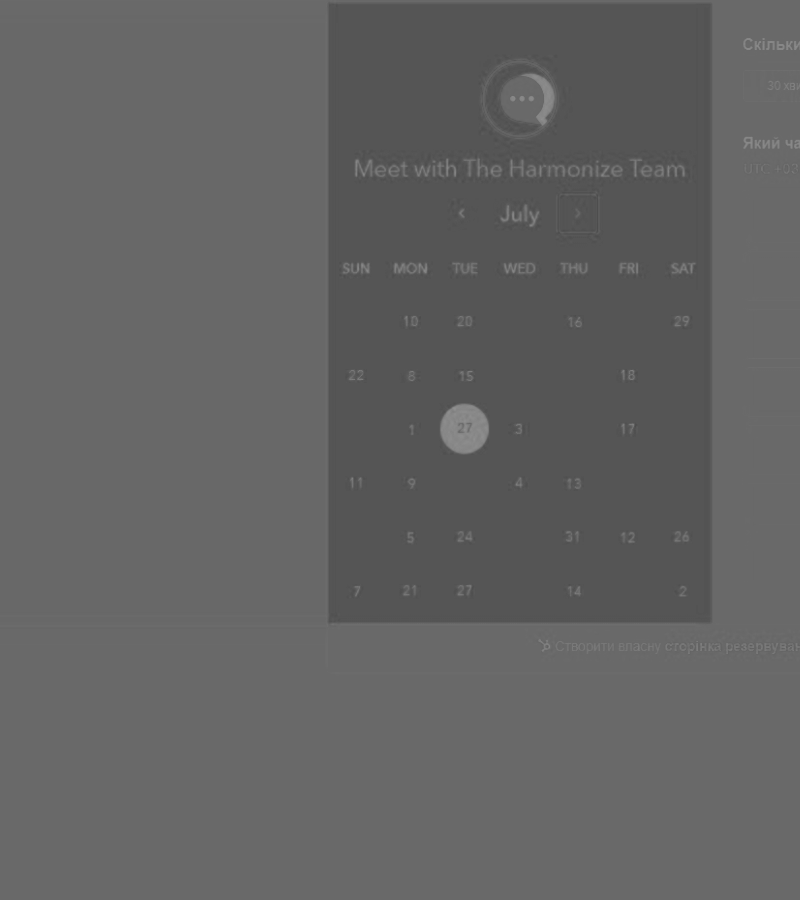 Скільки
30 хви
Meet with The Harmonize Team
Який ча
UTC +02
July
SUN MON TUE WED THU FRI SAT
10 20 16 29
22 8 15 18
1 27 3 17
11 9 4 13
5 24 31 12 26
7 21 27 14 2
Створити власну сторінка резервуван